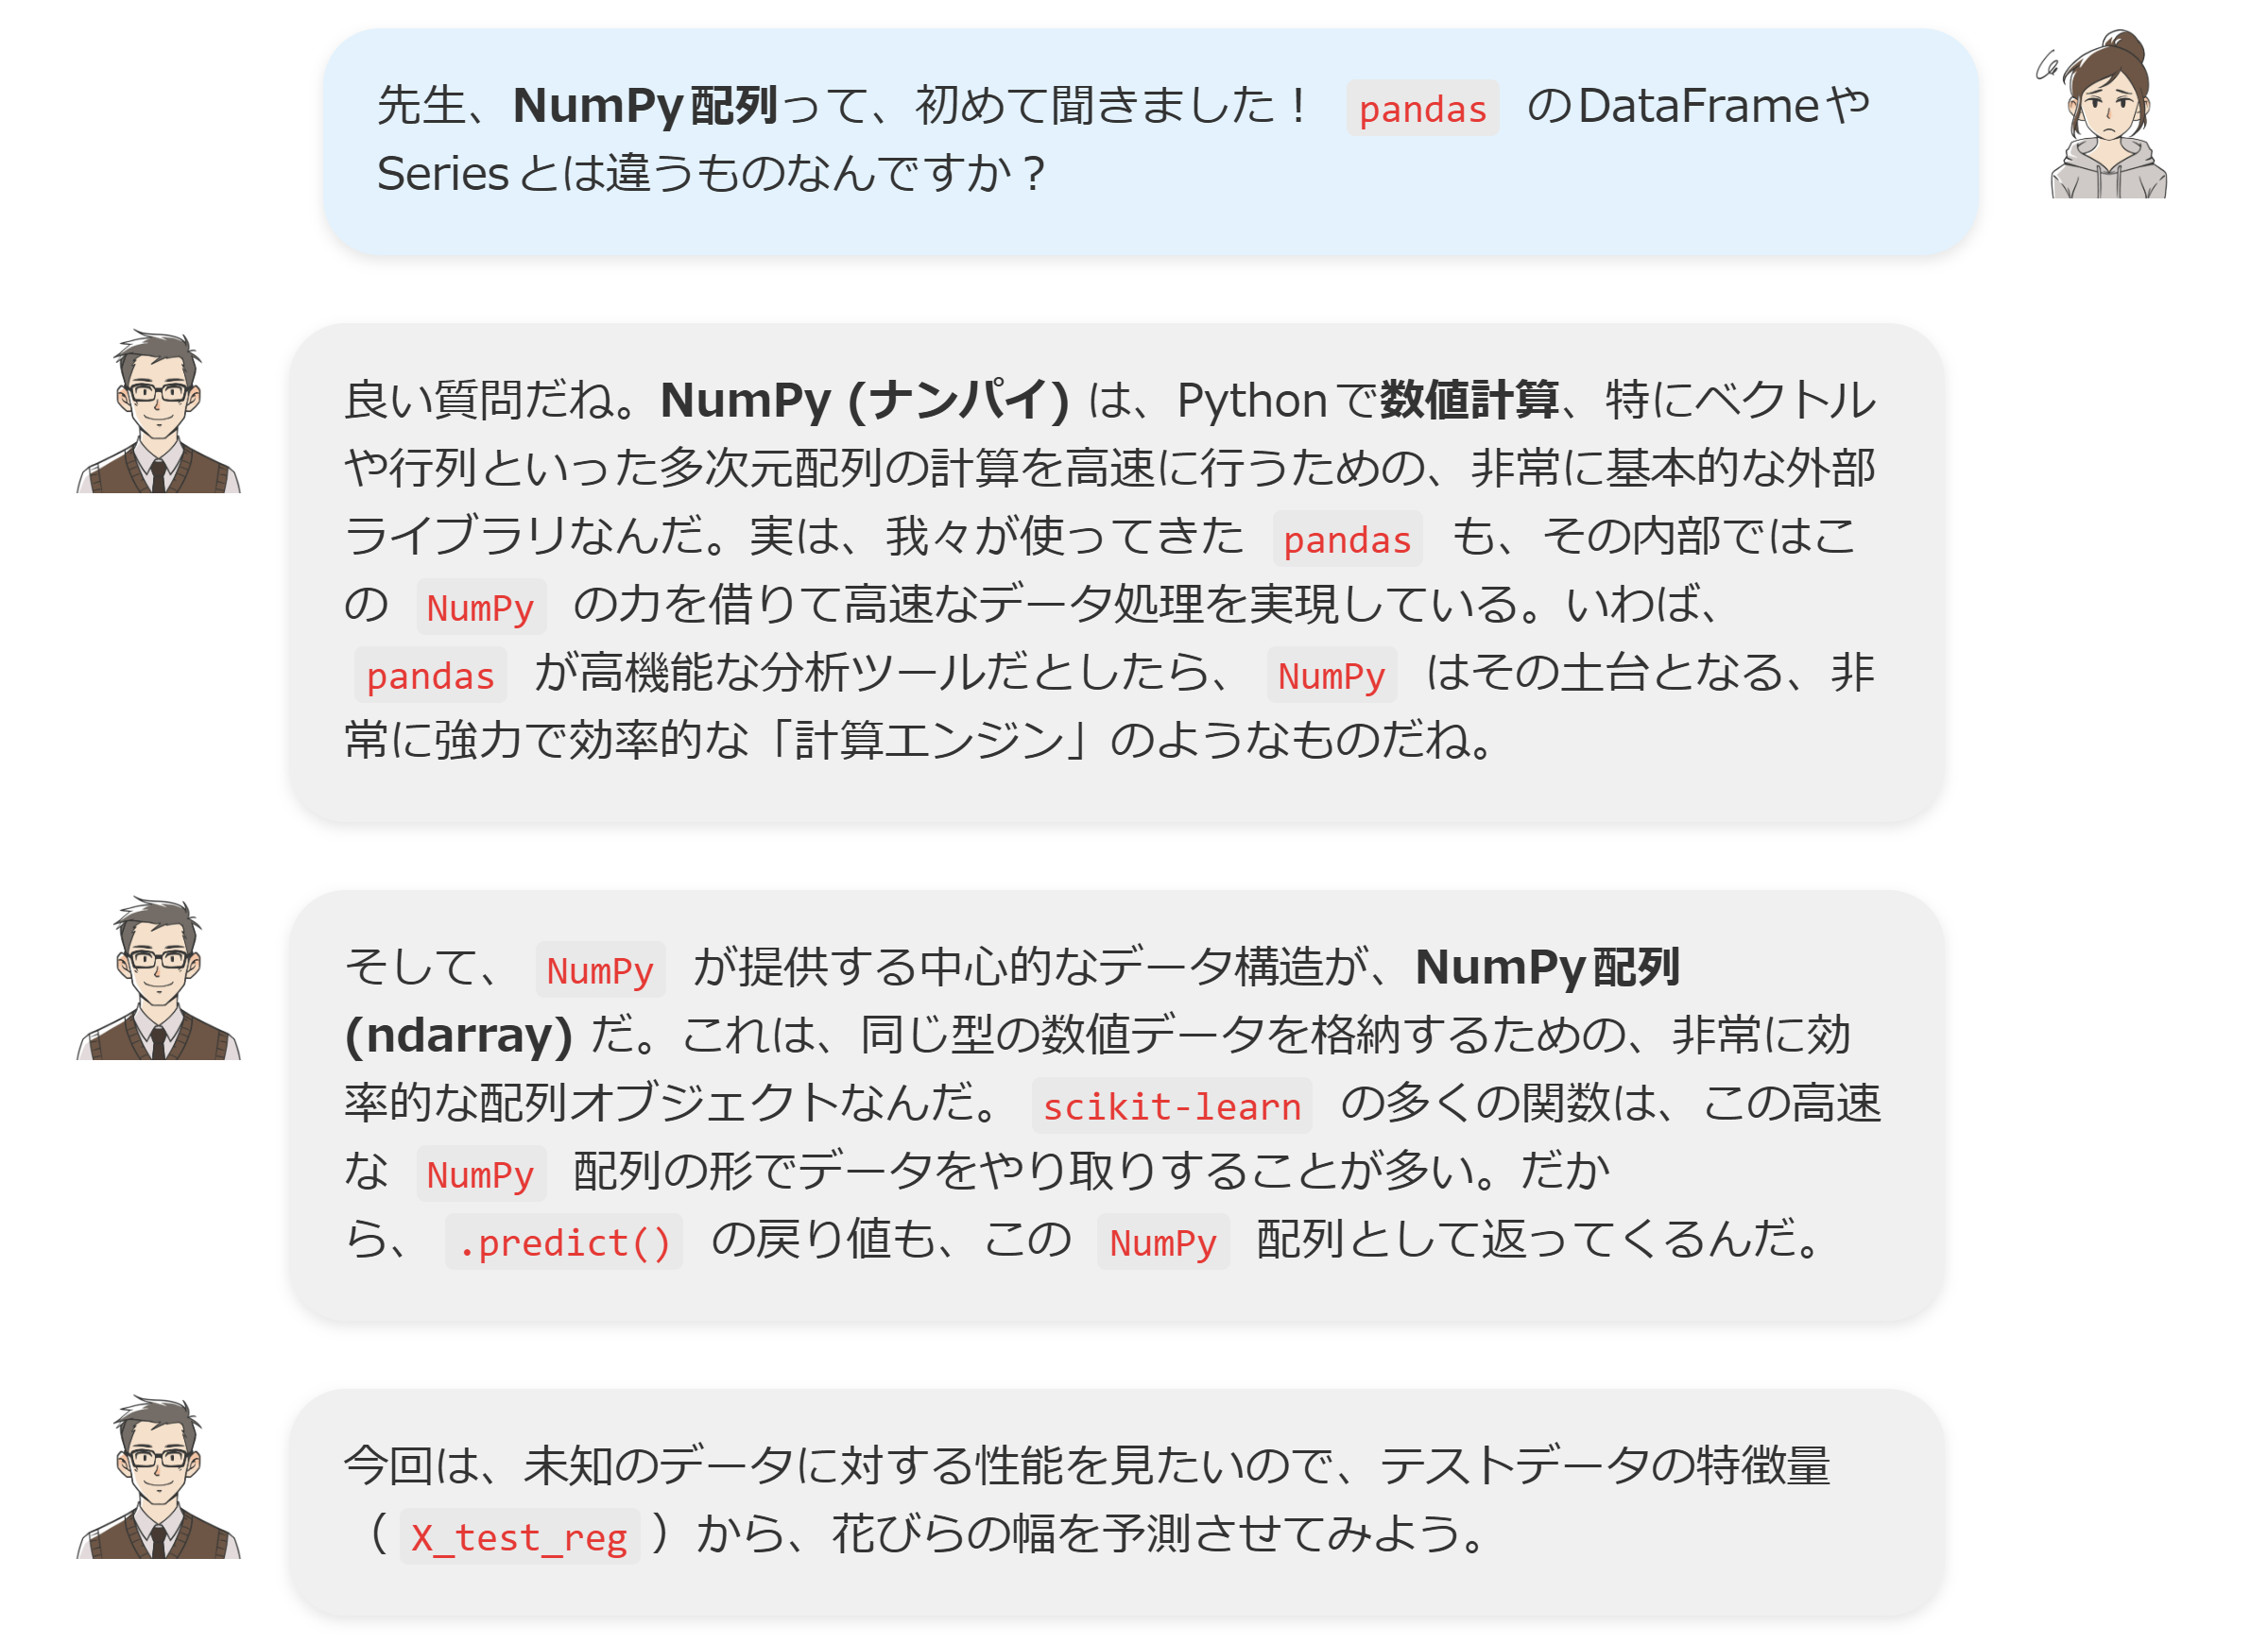 先生、NumPy配列って、初めて聞きました！ pandas のDataFrameや
Seriesとは違うものなんですか？
良い質問だね。NumPy (ナンパイ) は、Pythonで数値計算、特にベクトル
や行列といった多次元配列の計算を高速に行うための、非常に基本的な外部
ライブラリなんだ。実は、我々が使ってきた pandas も、その内部ではこ
の NumPy の力を借りて高速なデータ処理を実現している。いわば、
pandas が高機能な分析ツールだとしたら、 NumPy はその土台となる、非
常に強力で効率的な「計算エンジン」のようなものだね。
そして、 NumPy が提供する中心的なデータ構造が、NumPy配列
(ndarray) だ。これは、同じ型の数値データを格納するための、非常に効
率的な配列オブジェクトなんだ。 scikit-learn の多くの関数は、この高速
な NumPy 配列の形でデータをやり取りすることが多い。だか
ら、 .predict() の戻り値も、この NumPy 配列として返ってくるんだ。
今回は、未知のデータに対する性能を見たいので、テストデータの特徴量
（ X_test_reg ）から、花びらの幅を予測させてみよう。